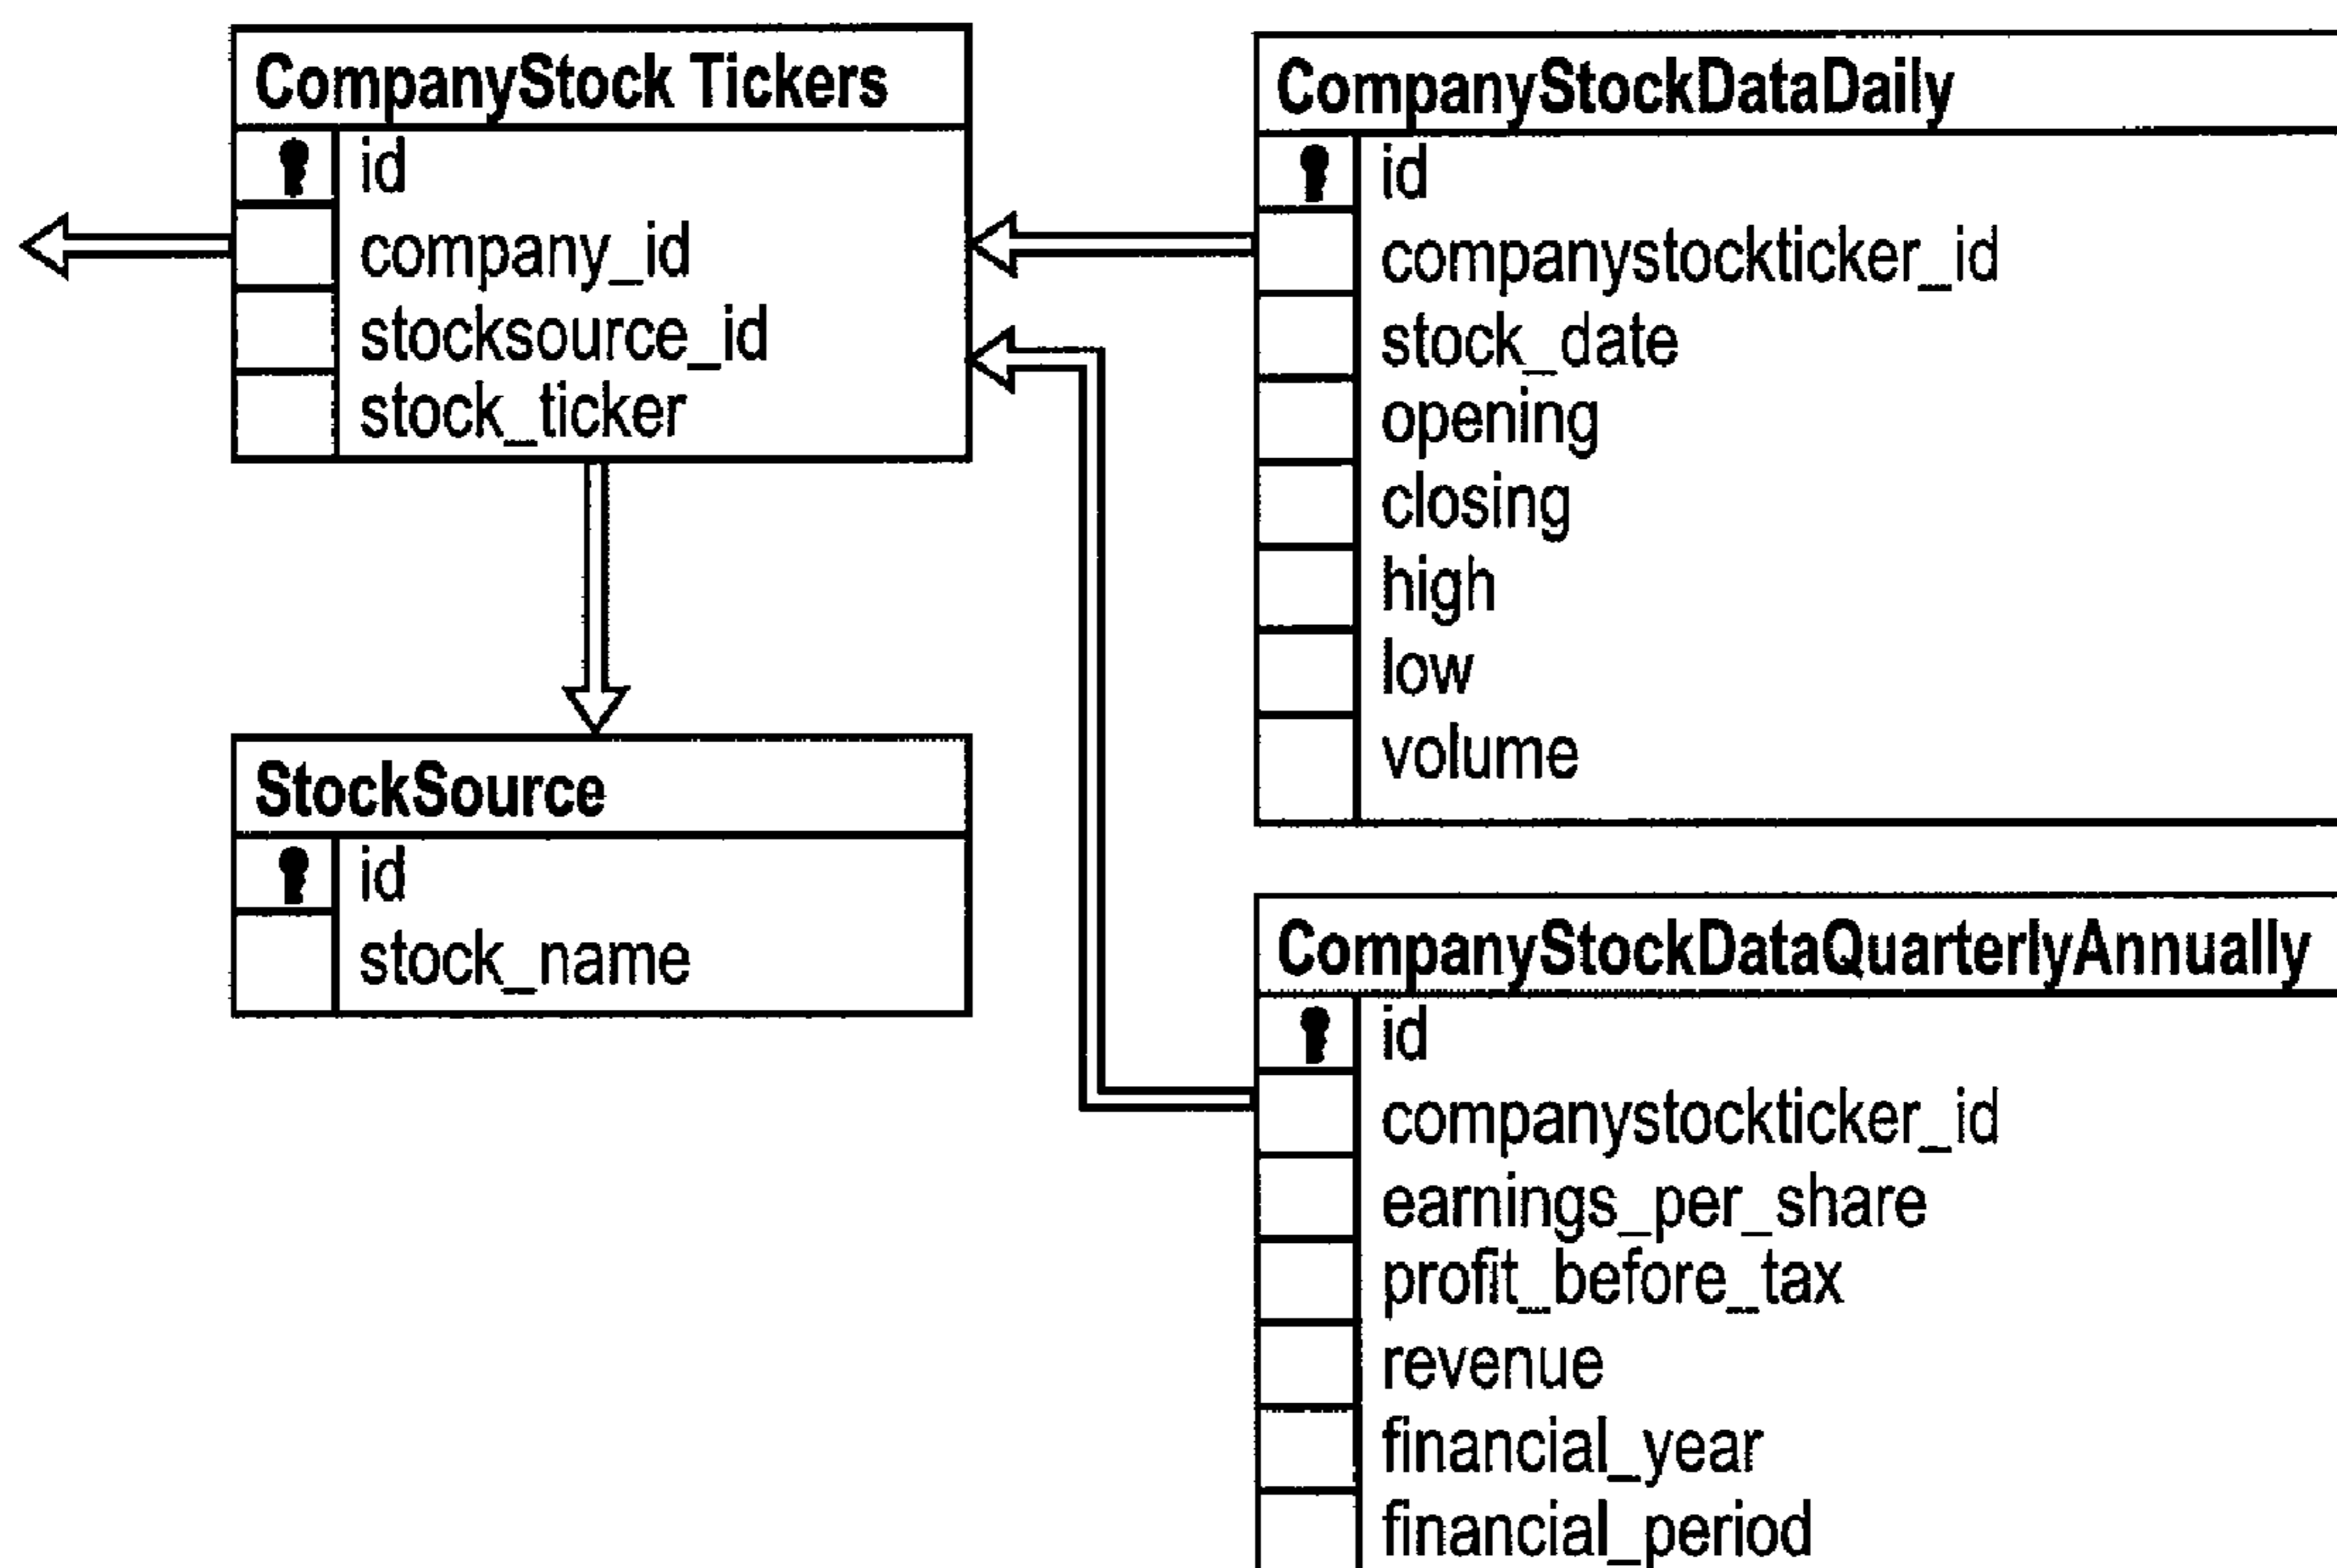 CompanyStock Tickers
id
company_id
stocksource_id
stock_ticker
StockSource
id
stock_name
CompanyStockDataDaily
id
companystockticker_id
stock_date
opening
closing
high
low
volume
CompanyStockDataQuarterlyAnnually
id
companystockticker_id
earnings_per_share
profit_before_tax
revenue
financial_year
financial_period